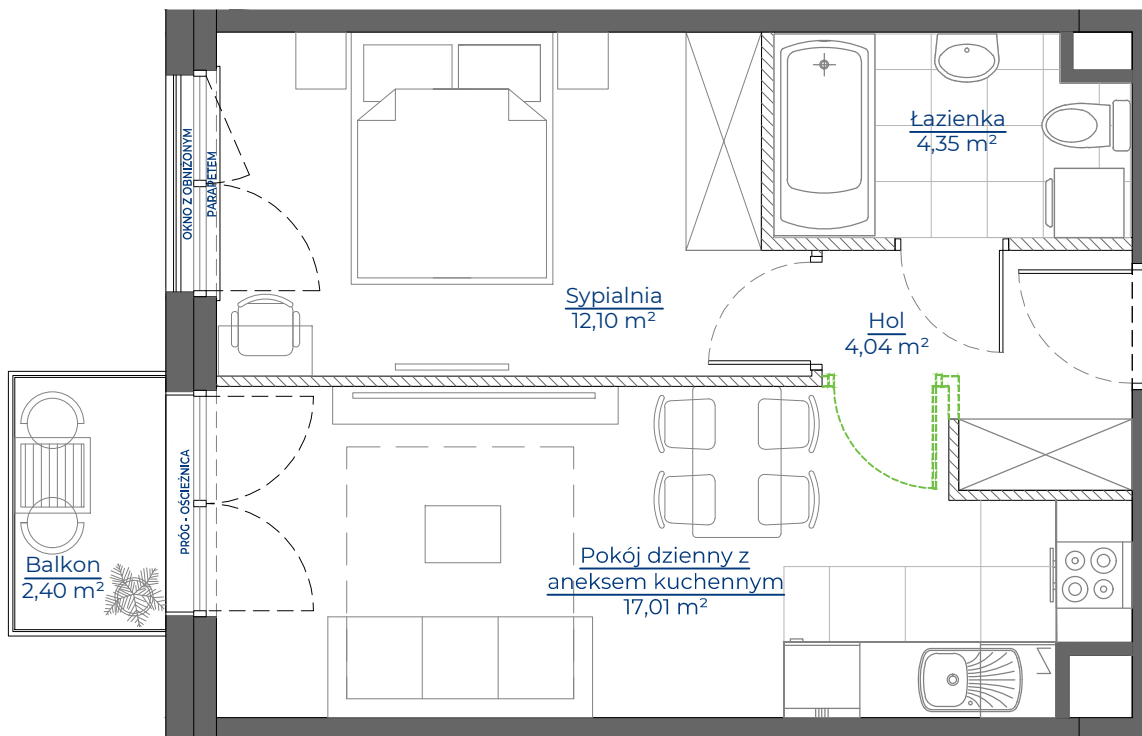 Łazienka
4,35 m²
OKNO Z OBNIŻONYM
PARAPETEM
Sypialnia
12,10 m²
Hol
4,04 m²
PRÓG - OŚCIEŻNICA
Balkon
2,40 m²
Pokój dzienny z
aneksem kuchennym
17,01 m²